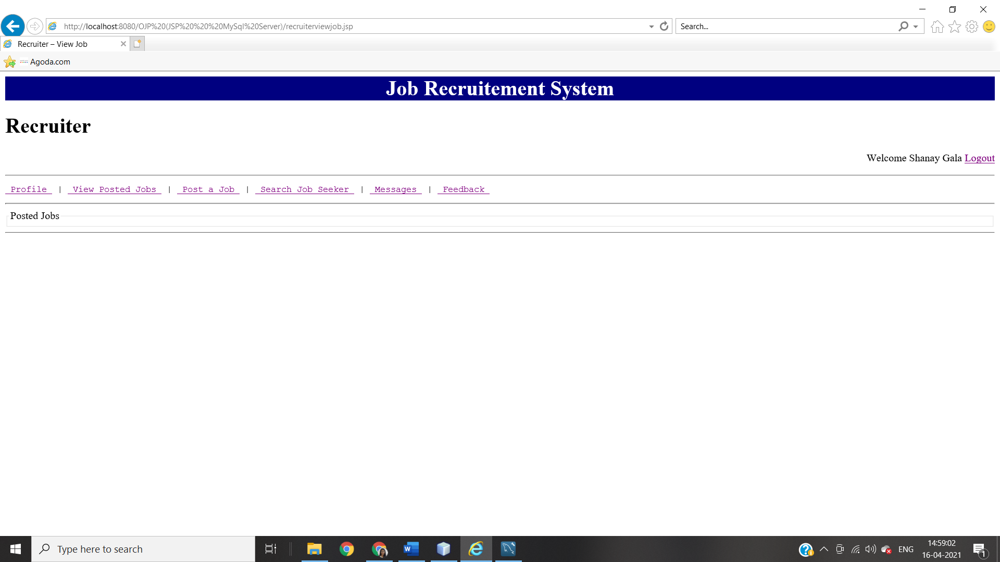 http://localhost:8080/OJP%20(JSP%20%20%20MySql%20Server)/recruiterviewjob.jsp
Search...
Recruiter – View Job
Agoda.com
Job Recruitement System
Recruiter
Welcome Shanay Gala Logout
Profile | View Posted Jobs | Post a Job | Search Job Seeker | Messages | Feedback
Posted Jobs
Type here to search
ENG
14:59:02
16-04-2021
1